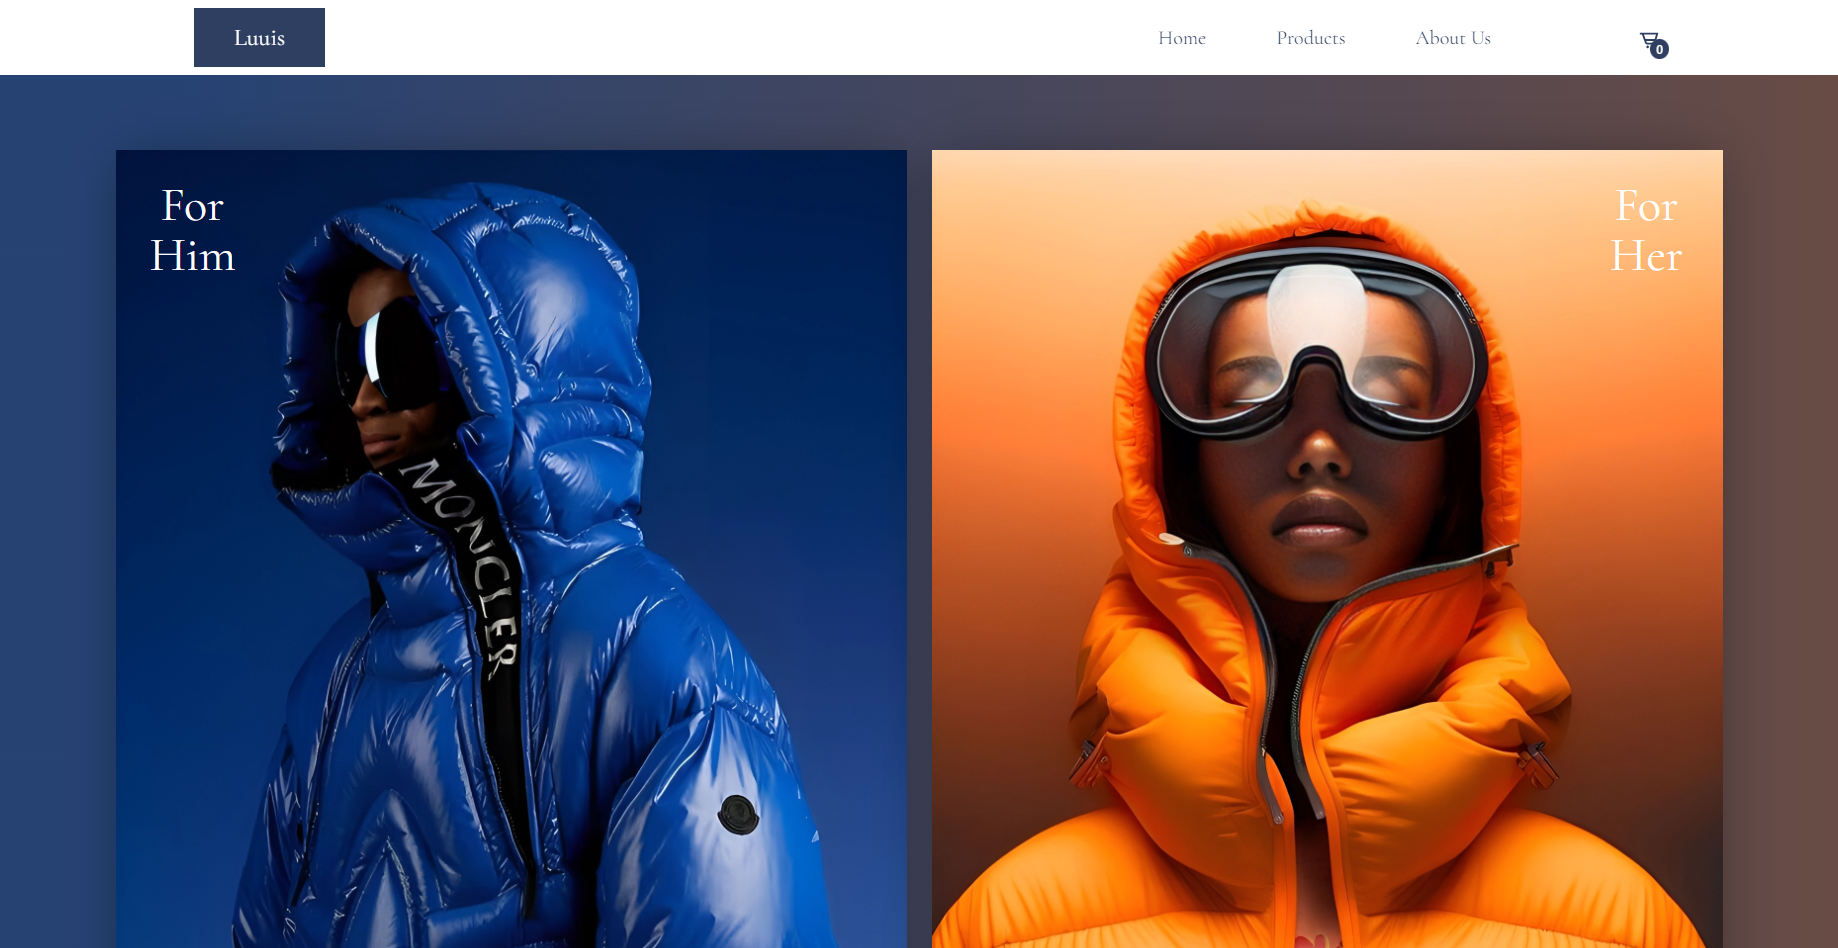 Luuis
Home
Products
About Us
0
For
Him
For
Her
MONCLER